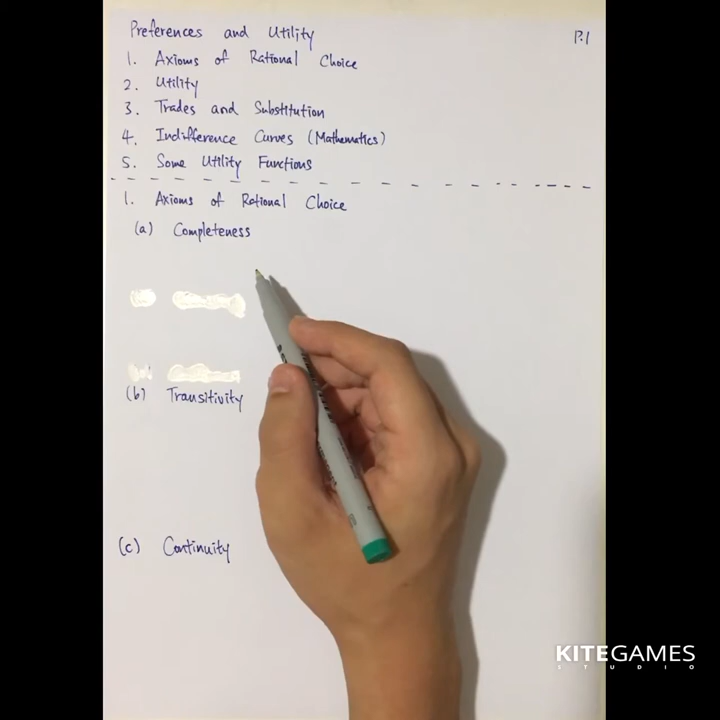 Preferences and Utility
P.1
1. Axioms of Rational Choice
2. Utility
3. Trades and Substitution
4. Indifference Curves (Mathematics)
5. Some Utility Functions
1. Axioms of Rational Choice
(a) Completeness
(b) Transitivity
(c) Continuity
KITEGAMES
STUDIO